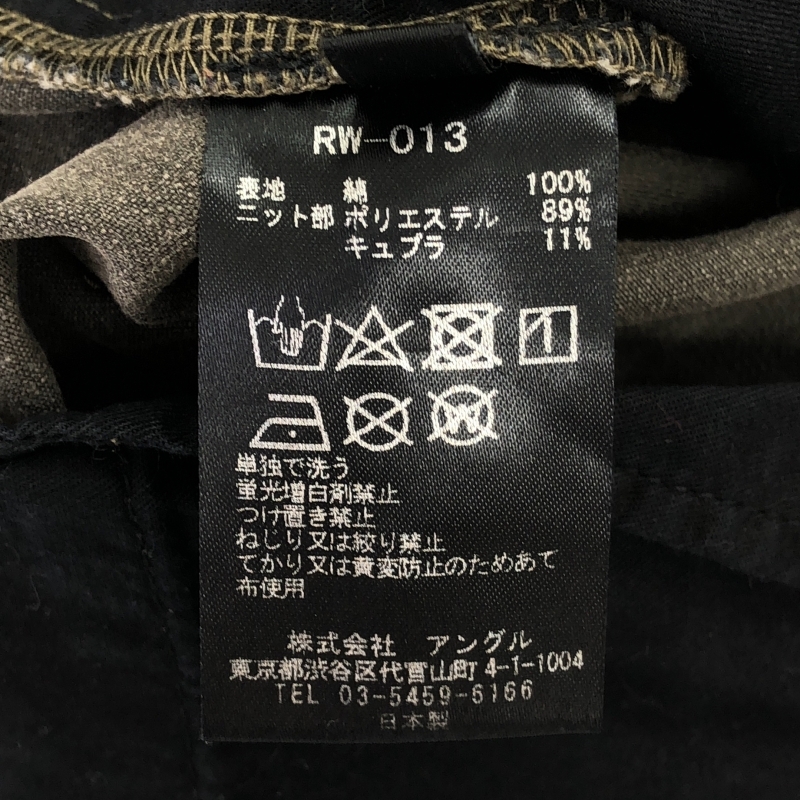 RW-013
表地 綿 100%
ニット部 ポリエステル 89%
キュプラ 11%
1
W
単独で洗う
蛍光増白剤禁止
つけ置き禁止
ねじり又は絞り禁止
てかり又は黄変防止のためあて
布使用
株式会社 アングル
東京都渋谷区代官山町 4-1-1004
TEL 03-5459-6166
日本製